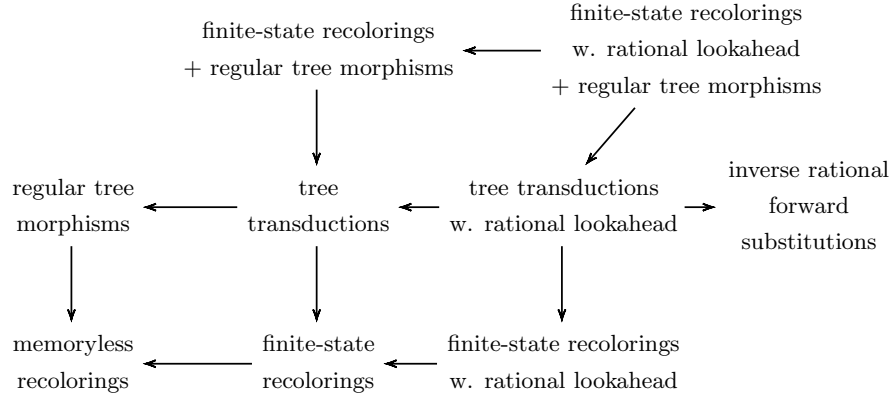 finite-state recolorings
+ regular tree morphisms
finite-state recolorings
w. rational lookahead
+ regular tree morphisms
regular tree
morphisms
tree
transductions
tree transductions
w. rational lookahead
inverse rational
forward
substitutions
memoryless
recolorings
finite-state
recolorings
finite-state recolorings
w. rational lookahead